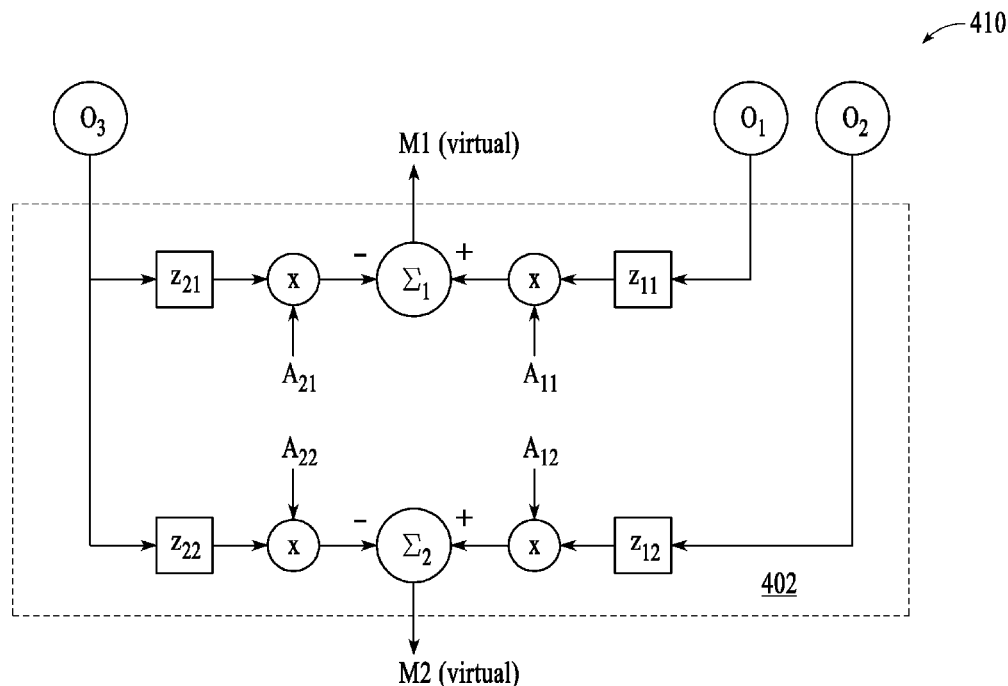 410
O₃ O₁ O₂
M1 (virtual)
− +
z₂₁ x Σ₁ x z₁₁
A₂₁ A₁₁
A₂₂ A₁₂
− +
z₂₂ x Σ₂ x z₁₂
402
M2 (virtual)